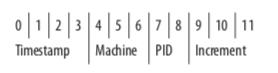 0 | 1 | 2 | 3 | 4 | 5 | 6 | 7 | 8 | 9 | 10 | 11
Timestamp | Machine | PID | Increment